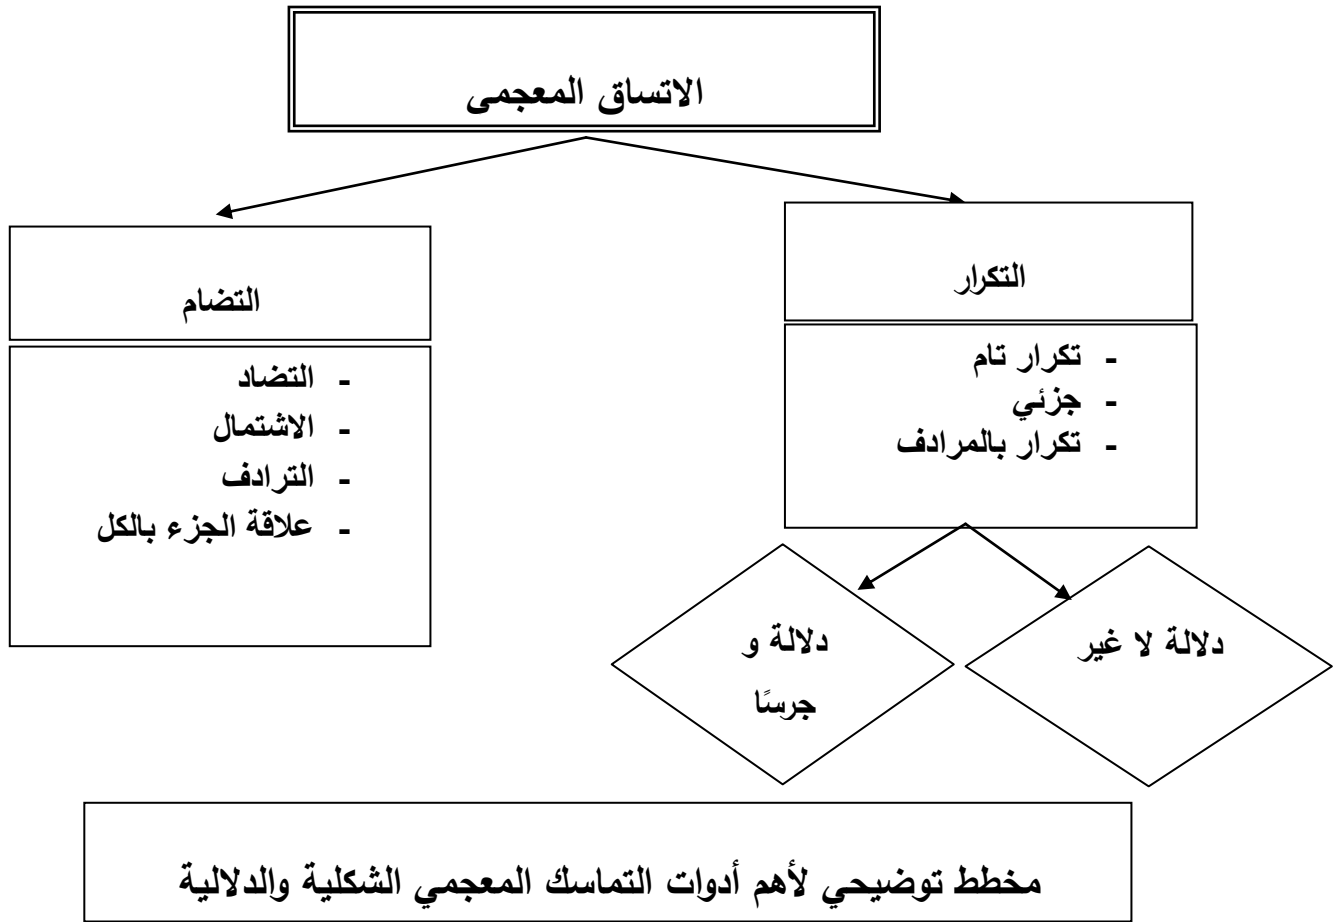 الاتساق المعجمى
التكرار
- تكرار تام
- جزئي
- تكرار بالمرادف
دلالة لا غير
دلالة و
جرسًا
التضام
- التضاد
- الاشتمال
- الترادف
- علاقة الجزء بالكل
مخطط توضيحي لأهم أدوات التماسك المعجمي الشكلية والدلالية